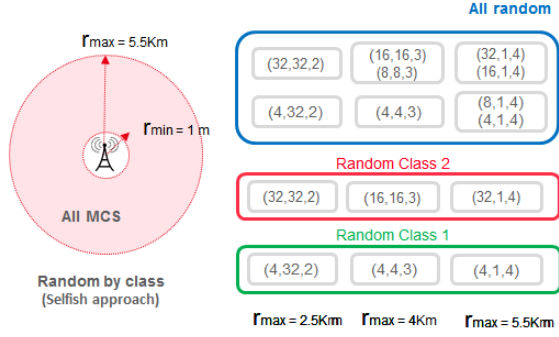 All random
rmax = 5.5Km
rmin = 1 m
All MCS
Random by class
(Selfish approach)
(32,32,2)
(16,16,3)
(8,8,3)
(32,1,4)
(16,1,4)
(4,32,2)
(4,4,3)
(8,1,4)
(4,1,4)
Random Class 2
(32,32,2)
(16,16,3)
(32,1,4)
Random Class 1
(4,32,2)
(4,4,3)
(4,1,4)
rmax = 2.5Km rmax = 4Km rmax = 5.5Km